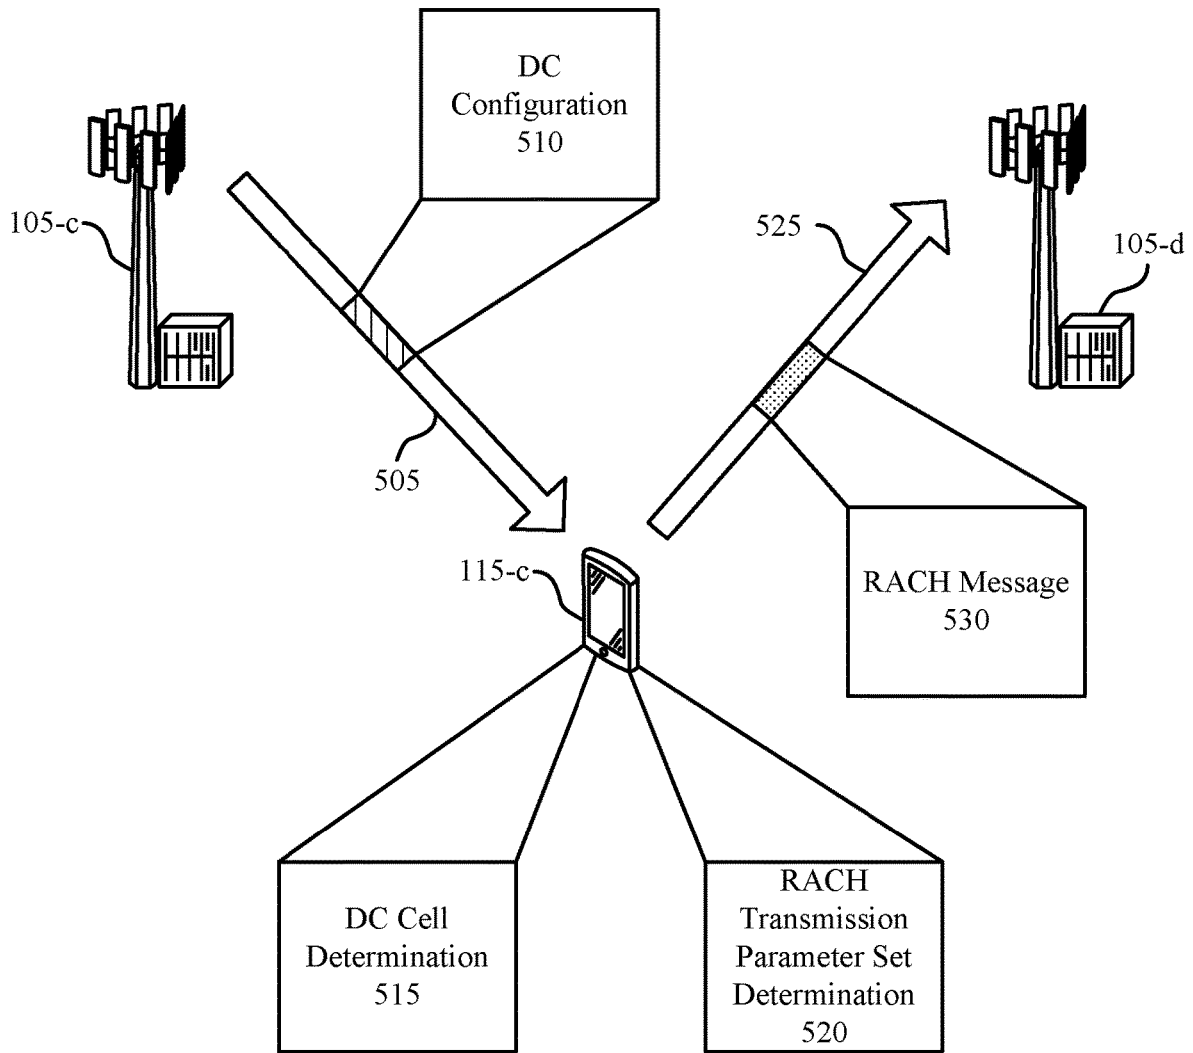 DC
Configuration
510
105-c
525
105-d
505
115-c
RACH Message
530
DC Cell
Determination
515
RACH
Transmission
Parameter Set
Determination
520